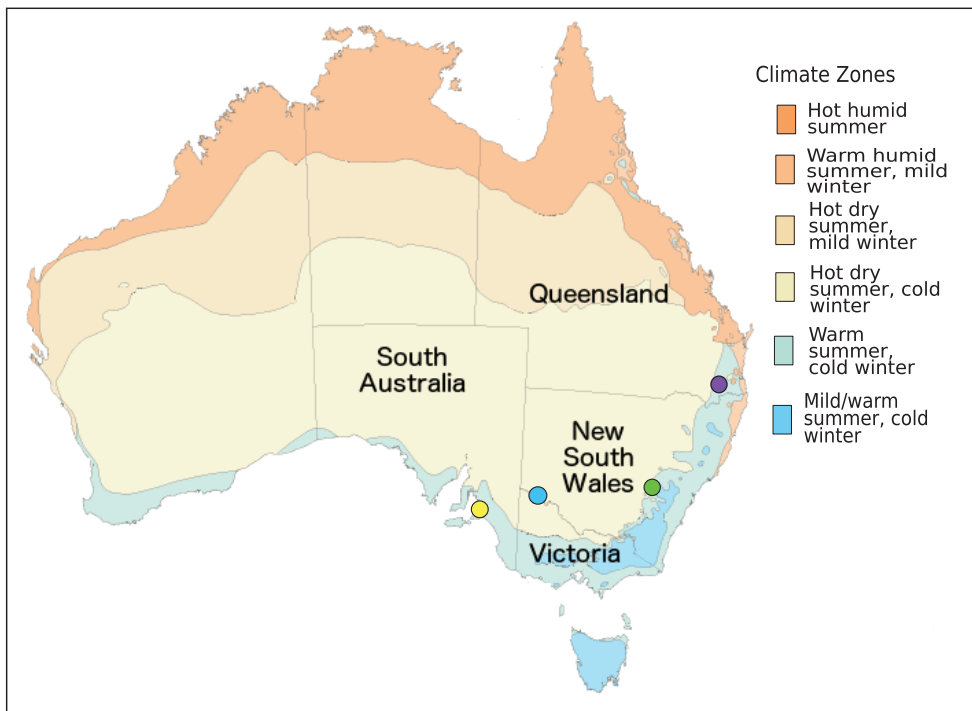 Climate Zones
Hot humid
summer
Warm humid
summer, mild
winter
Hot dry
summer,
mild winter
Hot dry
summer, cold
winter
Warm
summer,
cold winter
Mild/warm
summer, cold
winter
Queensland
South
Australia
New
South
Wales
Victoria